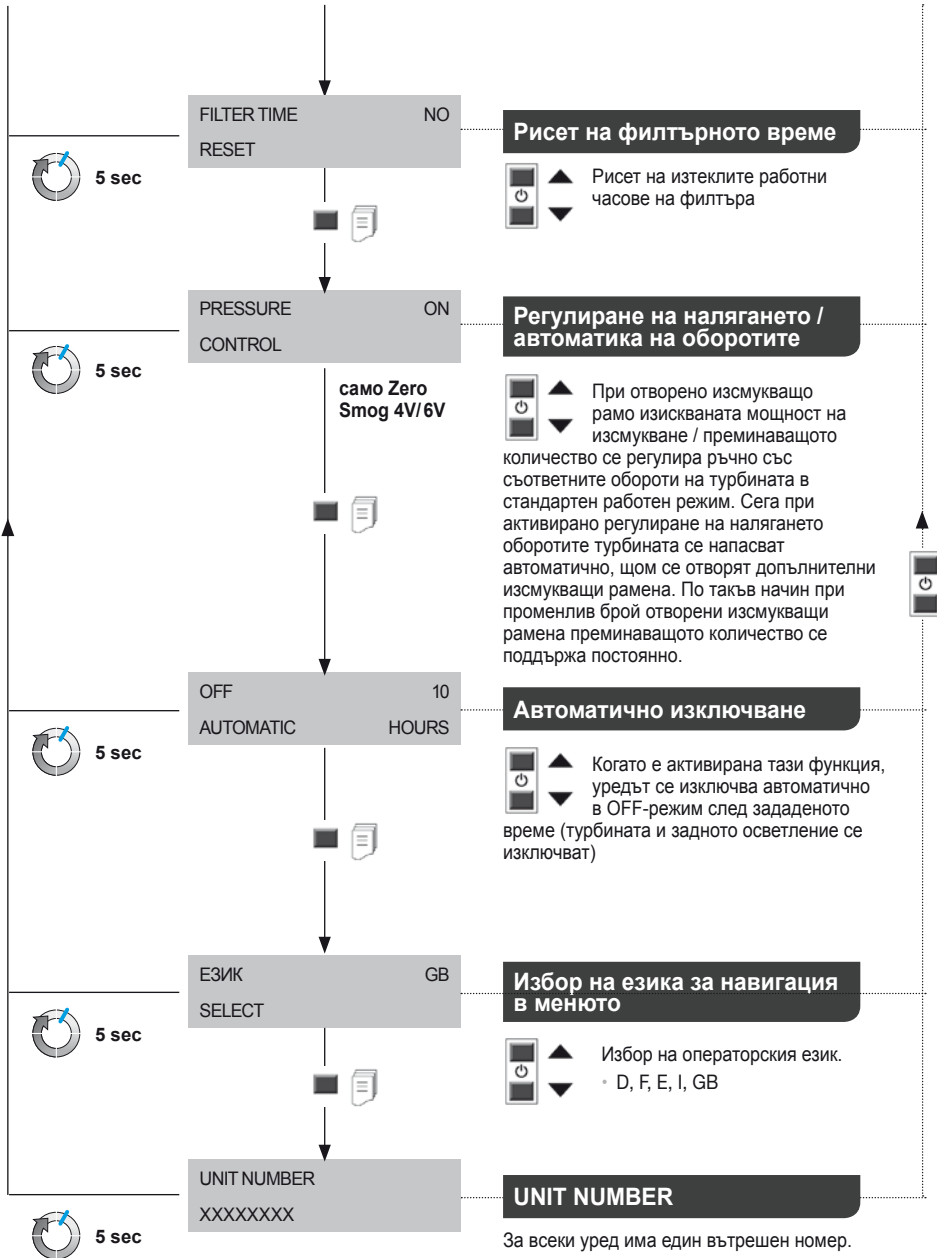 FILTER TIME NO
RESET
5 sec
Рисет на филтърното време
Рисет на изтеклите работни
часове на филтъра
PRESSURE ON
CONTROL
5 sec
само Zero
Smog 4V/ 6V
Регулиране на налягането /
автоматика на оборотите
При отворено изсмукващо
рамо изискваната мощност на
изсмукване / преминаващото
количество се регулира ръчно със
съответните обороти на турбината в
стандартен работен режим. Сега при
активирано регулиране на налягането
оборотите турбината се напасват
автоматично, щом се отворят допълнителни
изсмукващи рамена. По такъв начин при
променлив брой отворени изсмукващи
рамена преминаващото количество се
поддържа постоянно.
OFF 10
AUTOMATIC HOURS
5 sec
Автоматично изключване
Когато е активирана тази функция,
уредът се изключва автоматично
в OFF-режим след зададеното
време (турбината и задното осветление се
изключват)
ЕЗИК GB
SELECT
5 sec
Избор на езика за навигация
в менюто
Избор на операторския език.
• D, F, E, I, GB
UNIT NUMBER
XXXXXXXX
5 sec
UNIT NUMBER
За всеки уред има един вътрешен номер.